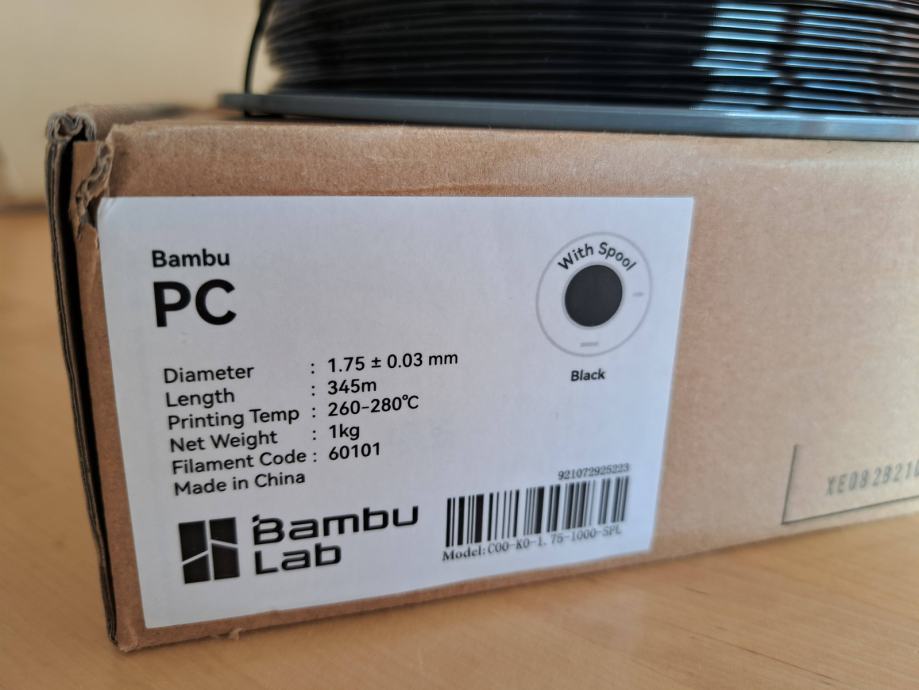 Bambu
PC
With Spool
Black
Diameter : 1.75 ± 0.03 mm
Length : 345m
Printing Temp : 260-280℃
Net Weight : 1kg
Filament Code : 60101
Made in China
Bambu
Lab
921072925223
Model:C00-K0-1.75-1000-SPL